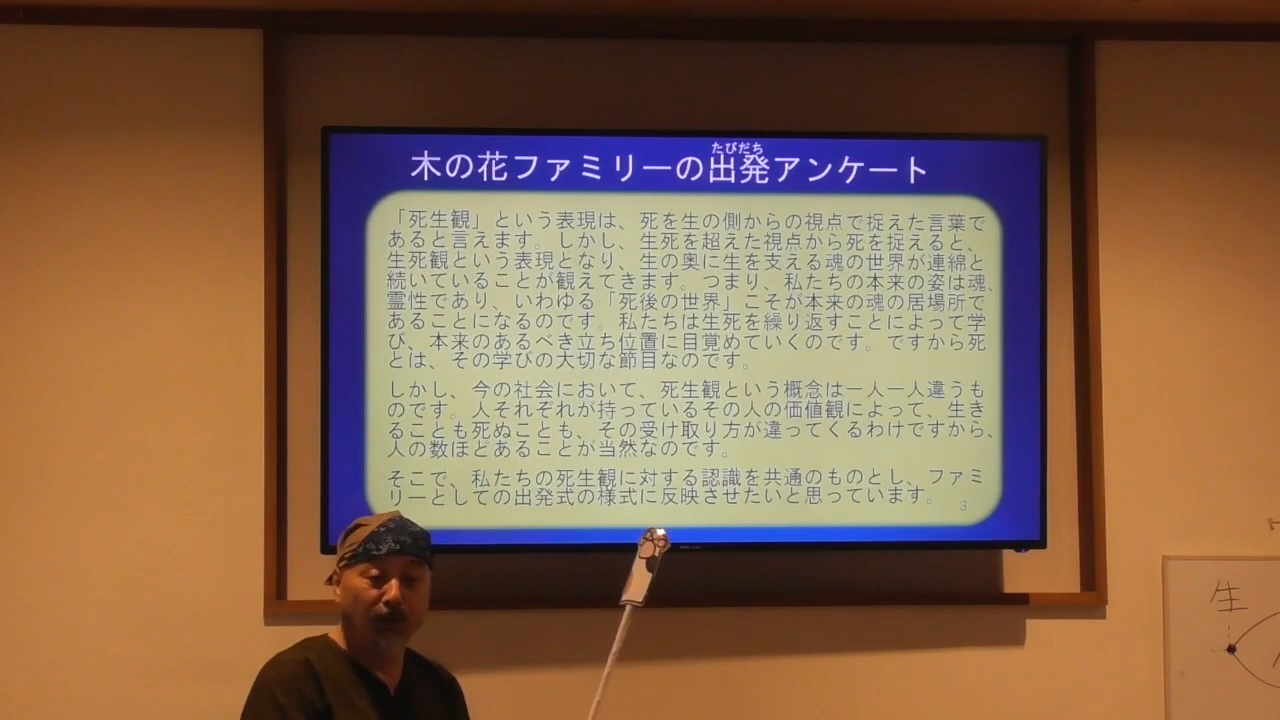 たびだち
木の花ファミリーの出発アンケート
「死生観」という表現は、死を生の側からの視点で捉えた言葉で
あると言えます。しかし、生死を超えた視点から死を捉えると、
生死観という表現となり、生の奥に生を支える魂の世界が連綿と
続いていることが観えてきます。つまり、私たちの本来の姿は魂、
霊性であり、いわゆる「死後の世界」こそが本来の魂の居場所で
あることになるのです。私たちは生死を繰り返すことによって学
び、本来のあるべき立ち位置に目覚めていくのです。ですから死
とは、その学びの大切な節目なのです。
しかし、今の社会において、死生観という概念は一人一人違うも
のです。人それぞれが持っているその人の価値観によって、生き
ることも死ぬことも、その受け取り方が違ってくるわけですから、
人の数ほどあることが当然なのです。
そこで、私たちの死生観に対する認識を共通のものとし、ファミ
リーとしての出発式の様式に反映させたいと思っています。
3
生